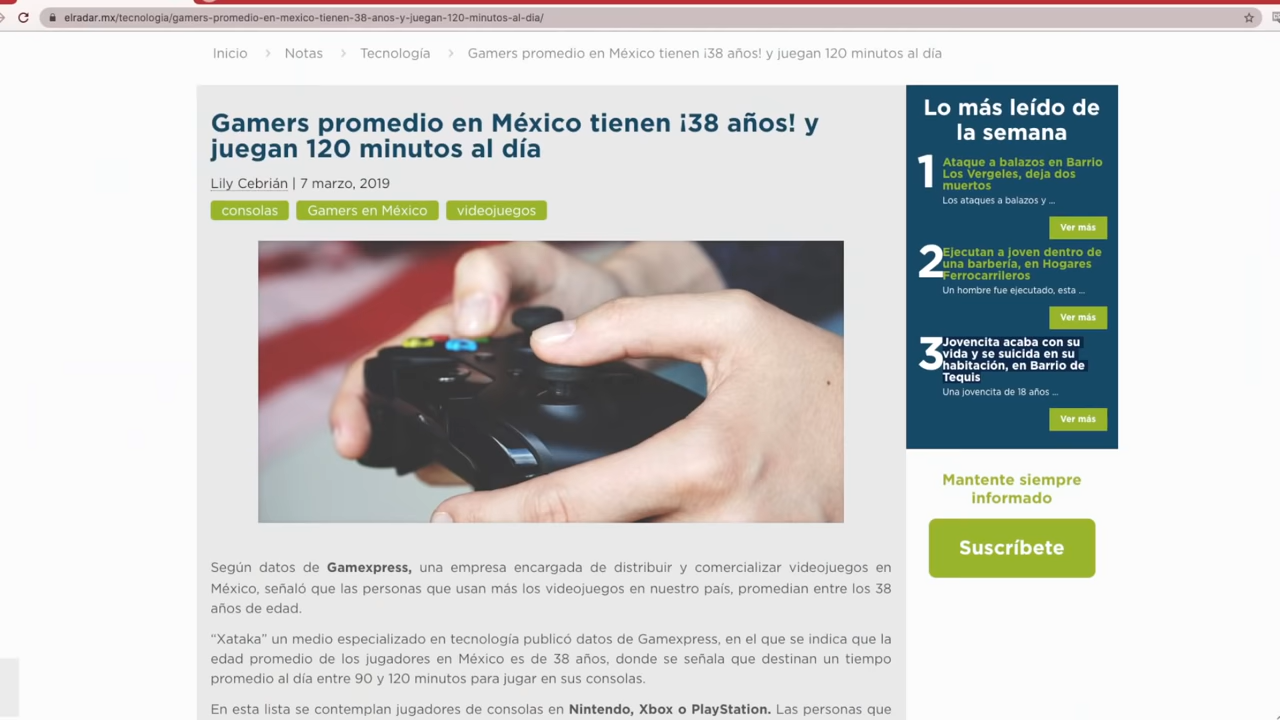 elradar.mx/tecnologia/gamers-promedio-en-mexico-tienen-38-anos-y-juegan-120-minutos-al-dia/
Inicio > Notas > Tecnología > Gamers promedio en México tienen ¡38 años! y juegan 120 minutos al día
Gamers promedio en México tienen ¡38 años! y
juegan 120 minutos al día
Lily Cebrián | 7 marzo, 2019
consolas Gamers en México videojuegos
Según datos de Gamexpress, una empresa encargada de distribuir y comercializar videojuegos en
México, señaló que las personas que usan más los videojuegos en nuestro país, promedian entre los 38
años de edad.
“Xataka” un medio especializado en tecnología publicó datos de Gamexpress, en el que se indica que la
edad promedio de los jugadores en México es de 38 años, donde se señala que destinan un tiempo
promedio al día entre 90 y 120 minutos para jugar en sus consolas.
En esta lista se contemplan jugadores de consolas en Nintendo, Xbox o PlayStation. Las personas que
Lo más leído de
la semana
1
Ataque a balazos en Barrio
Los Vergeles, deja dos
muertos
Los ataques a balazos y ...
Ver más
2
Ejecutan a joven dentro de
una barbería, en Hogares
Ferrocarrileros
Un hombre fue ejecutado, esta ...
Ver más
3
Jovencita acaba con su
vida y se suicida en su
habitación, en Barrio de
Tequis
Una jovencita de 18 años ...
Ver más
Mantente siempre
informado
Suscríbete